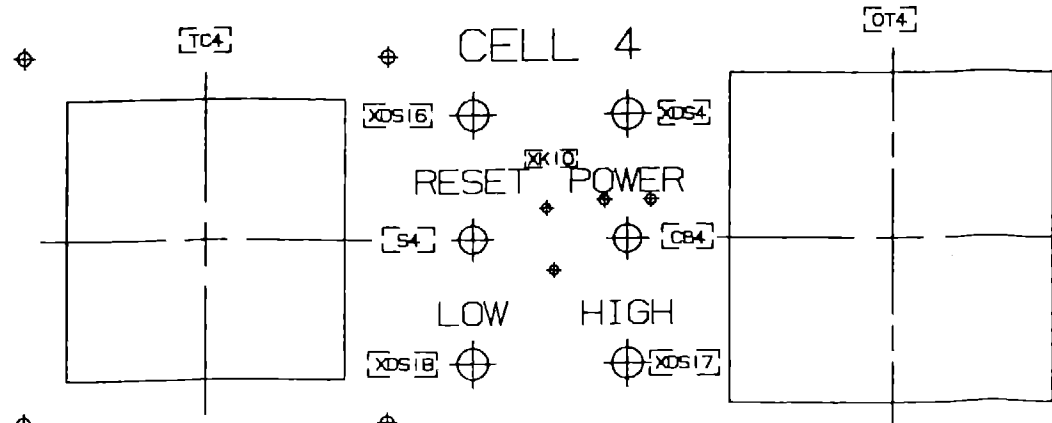 [TC4]
[OT4]
CELL 4
[XDS16]
[XDS4]
[XK10]
RESET POWER
[S4]
[CB4]
LOW HIGH
[XDS18]
[XDS17]